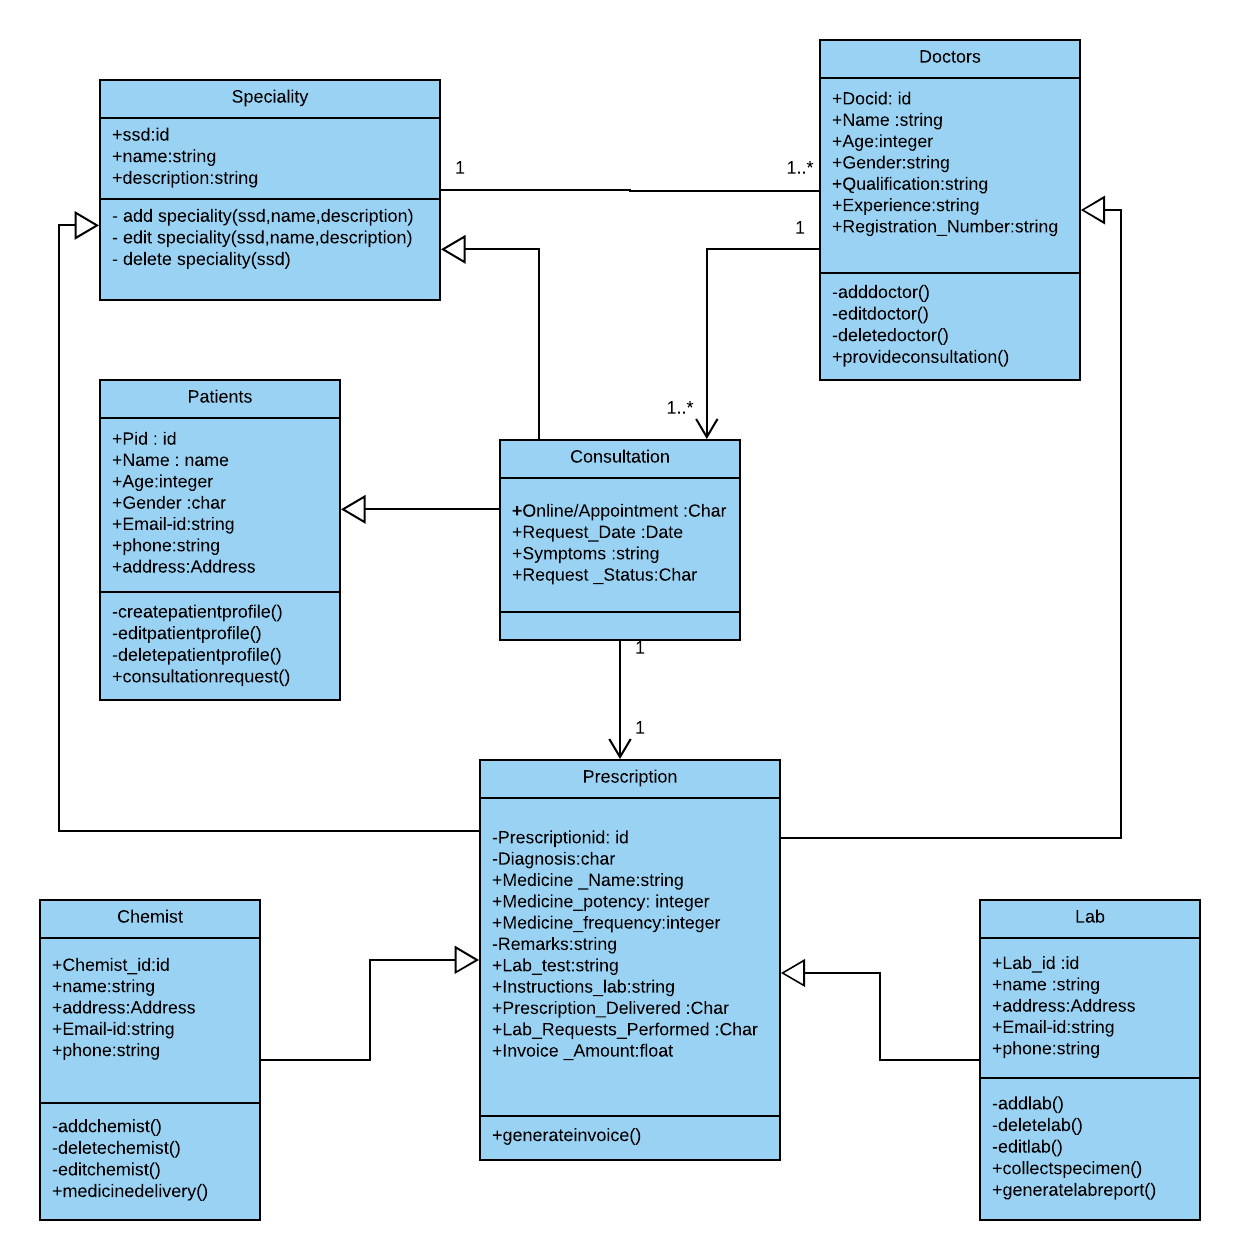 Speciality
+ssd:id
+name:string
+description:string
- add speciality(ssd,name,description)
- edit speciality(ssd,name,description)
- delete speciality(ssd)
1
1..*
Doctors
+Docid: id
+Name :string
+Age:integer
+Gender:string
+Qualification:string
+Experience:string
+Registration_Number:string
-adddoctor()
-editdoctor()
-deletedoctor()
+provideconsultation()
1
1..*
Patients
+Pid : id
+Name : name
+Age:integer
+Gender :char
+Email-id:string
+phone:string
+address:Address
-createpatientprofile()
-editpatientprofile()
-deletepatientprofile()
+consultationrequest()
Consultation
+Online/Appointment :Char
+Request_Date :Date
+Symptoms :string
+Request _Status:Char
1
1
Prescription
-Prescriptionid: id
-Diagnosis:char
+Medicine _Name:string
+Medicine_potency: integer
+Medicine_frequency:integer
-Remarks:string
+Lab_test:string
+Instructions_lab:string
+Prescription_Delivered :Char
+Lab_Requests_Performed :Char
+Invoice _Amount:float
+generateinvoice()
Chemist
+Chemist_id:id
+name:string
+address:Address
+Email-id:string
+phone:string
-addchemist()
-deletechemist()
-editchemist()
+medicinedelivery()
Lab
+Lab_id :id
+name :string
+address:Address
+Email-id:string
+phone:string
-addlab()
-deletelab()
-editlab()
+collectspecimen()
+generatelabreport()